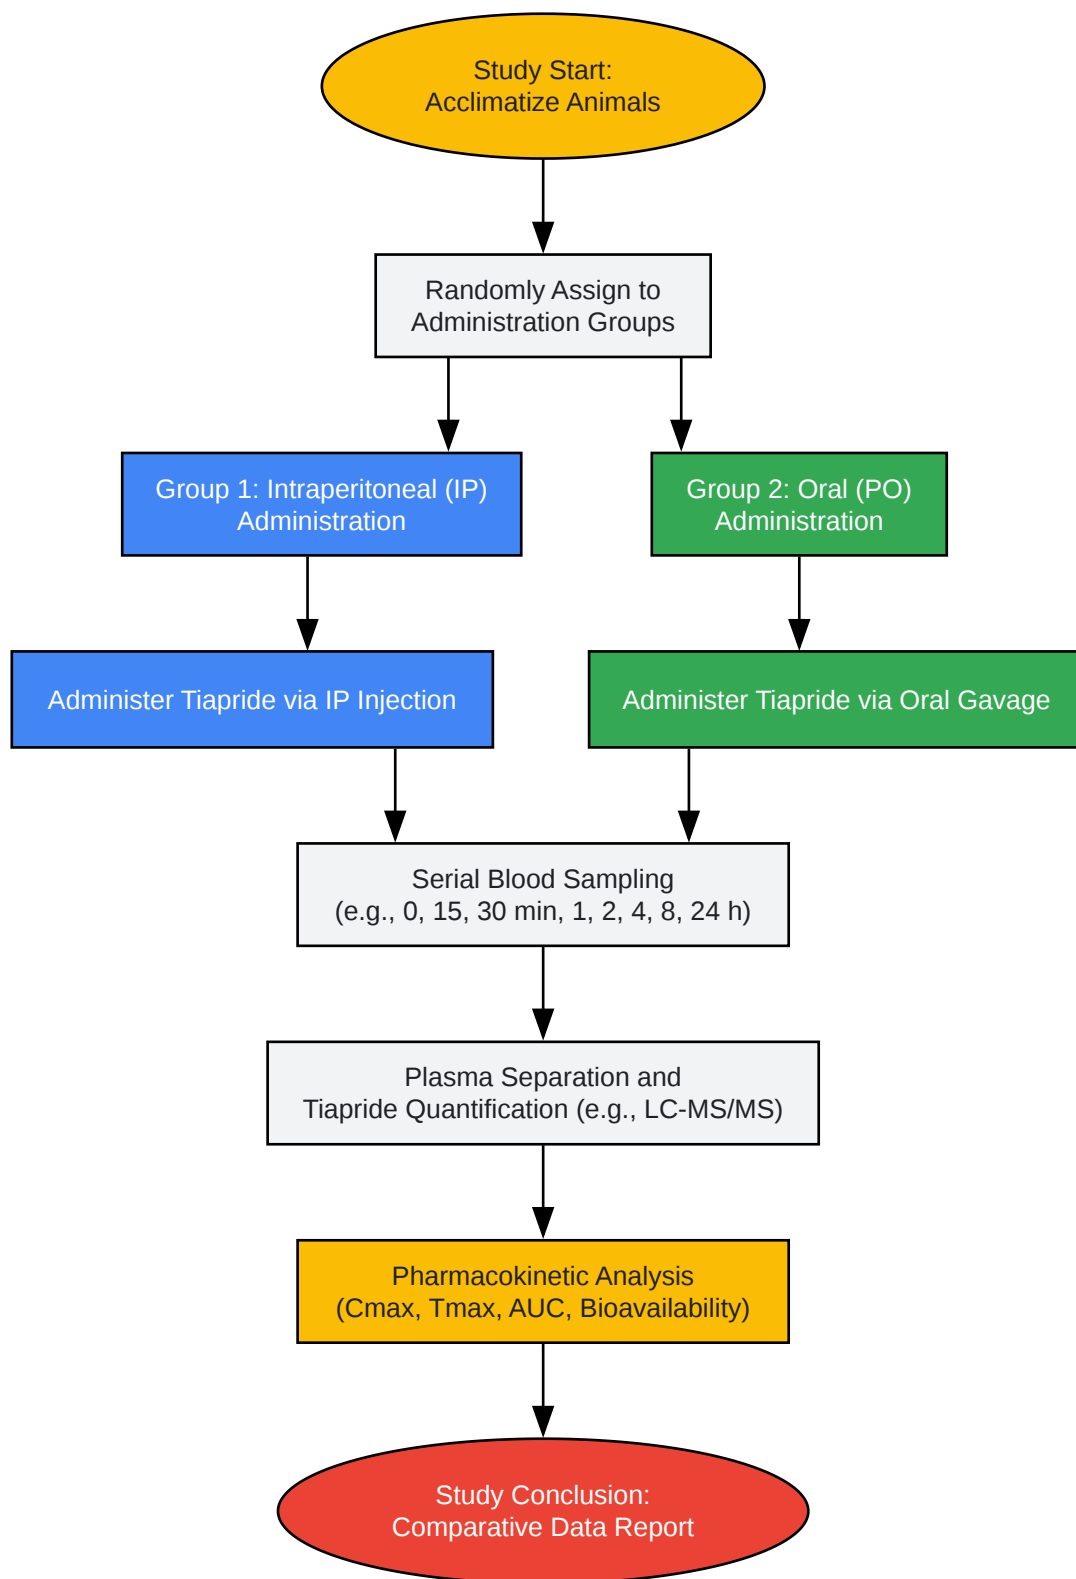 Study Start:
Acclimatize Animals
Randomly Assign to
Administration Groups
Group 1: Intraperitoneal (IP)
Administration
Group 2: Oral (PO)
Administration
Administer Tiapride via IP Injection
Administer Tiapride via Oral Gavage
Serial Blood Sampling
(e.g., 0, 15, 30 min, 1, 2, 4, 8, 24 h)
Plasma Separation and
Tiapride Quantification (e.g., LC-MS/MS)
Pharmacokinetic Analysis
(Cmax, Tmax, AUC, Bioavailability)
Study Conclusion:
Comparative Data Report